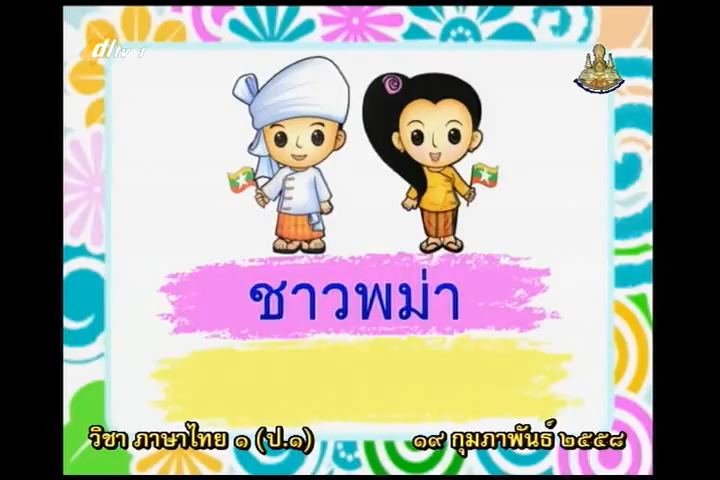 dltv 1
ชาวพม่า
วิชา ภาษาไทย ๑ (ป.๑)
๑๙ กุมภาพันธ์ ๒๕๕๘